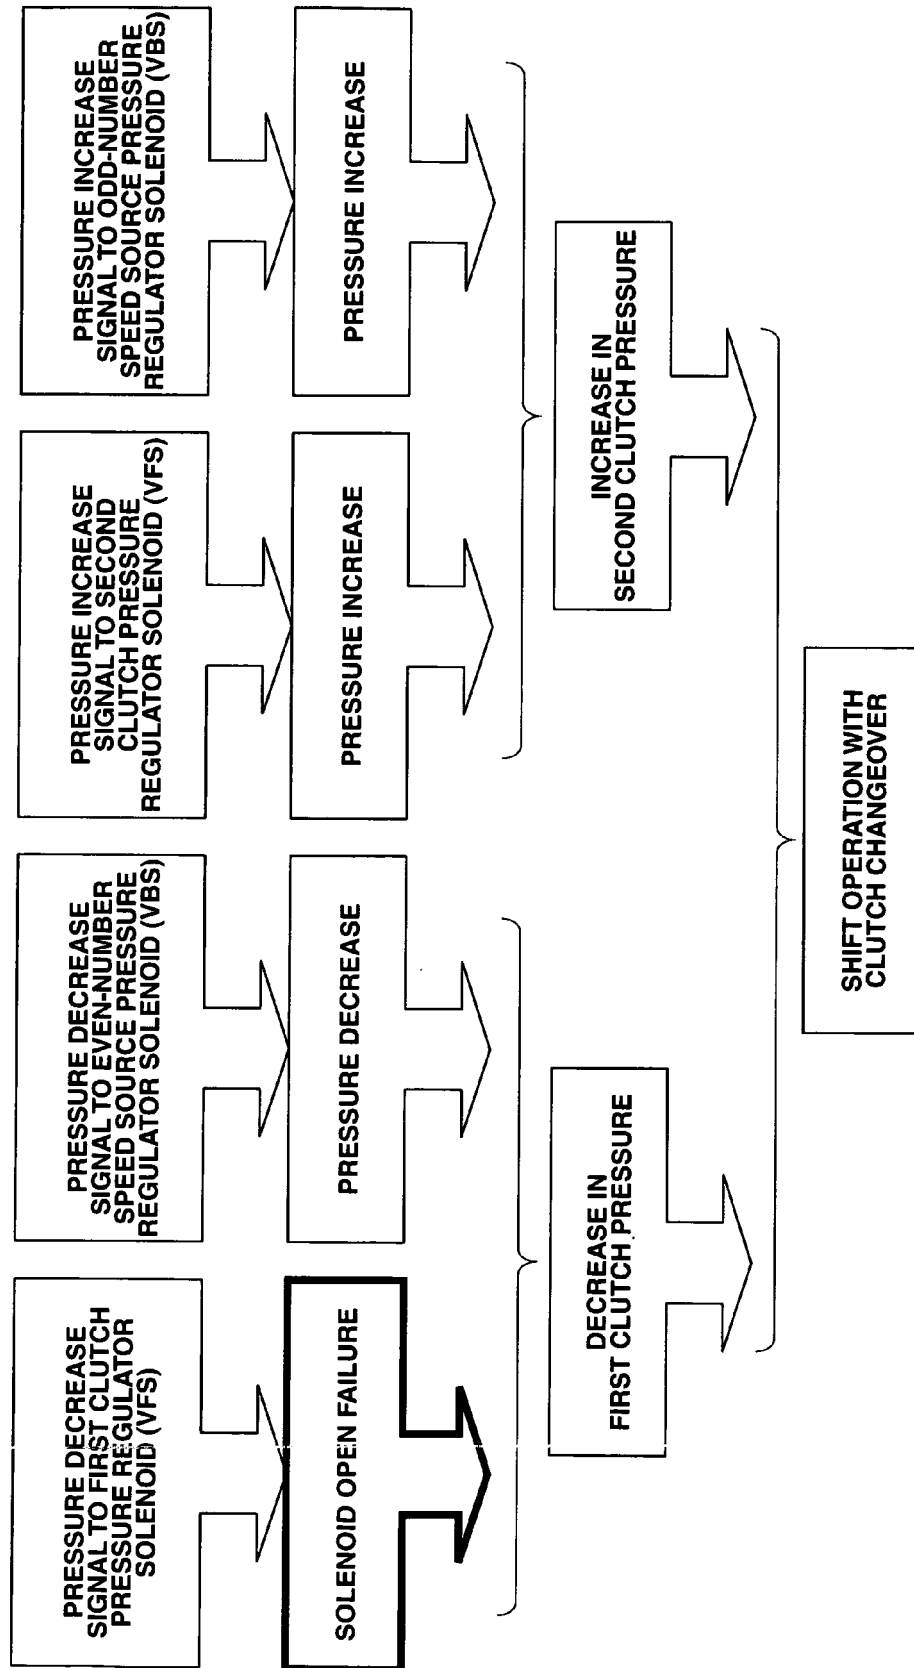 PRESSURE DECREASE
SIGNAL TO FIRST CLUTCH
PRESSURE REGULATOR
SOLENOID (VFS)
PRESSURE DECREASE
SIGNAL TO EVEN-NUMBER
SPEED SOURCE PRESSURE
REGULATOR SOLENOID (VBS)
PRESSURE INCREASE
SIGNAL TO SECOND
CLUTCH PRESSURE
REGULATOR SOLENOID (VFS)
PRESSURE INCREASE
SIGNAL TO ODD-NUMBER
SPEED SOURCE PRESSURE
REGULATOR SOLENOID (VBS)
SOLENOID OPEN FAILURE
PRESSURE DECREASE
PRESSURE INCREASE
PRESSURE INCREASE
DECREASE IN
FIRST CLUTCH PRESSURE
INCREASE IN
SECOND CLUTCH PRESSURE
SHIFT OPERATION WITH
CLUTCH CHANGEOVER